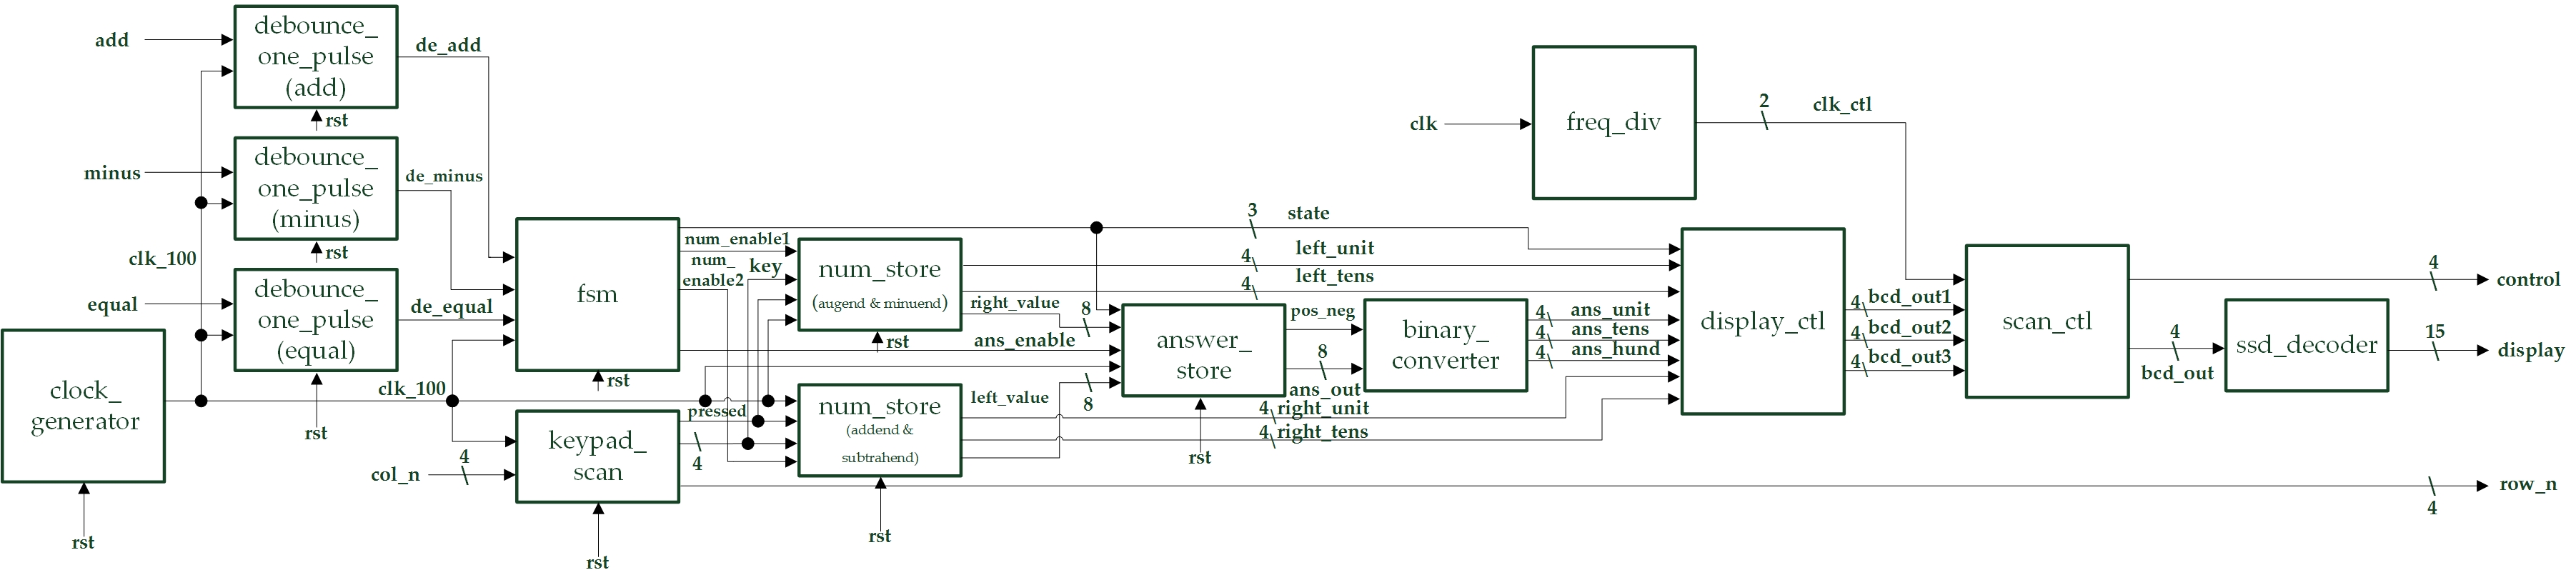 add
debounce_
one_pulse
(add)
de_add
rst
minus
debounce_
one_pulse
(minus)
de_minus
rst
clk_100
equal
debounce_
one_pulse
(equal)
de_equal
rst
clock_
generator
rst
clk_100
fsm
rst
col_n
4
keypad_
scan
rst
pressed
4
num_enable1
num_
enable2
key
num_store
(augend & minuend)
rst
right_value
8
ans_enable
num_store
(addend &
subtrahend)
rst
left_value
8
3
state
4
left_unit
4
left_tens
answer_
store
rst
pos_neg
8
ans_out
4
right_unit
4
right_tens
binary_
converter
4
ans_unit
4
ans_tens
4
ans_hund
clk
freq_div
2
clk_ctl
display_ctl
4
bcd_out1
4
bcd_out2
4
bcd_out3
scan_ctl
4
control
4
bcd_out
ssd_decoder
15
display
row_n
4